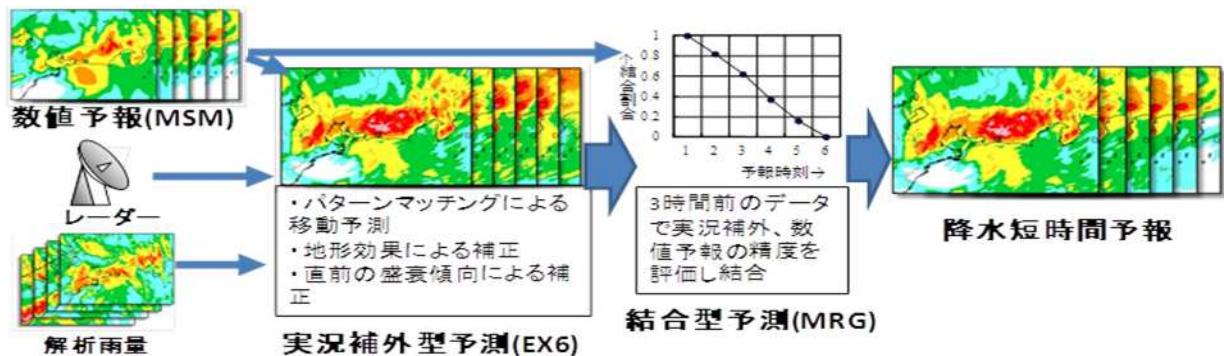 数値予報(MSM)
レーダー
解析雨量
・パターンマッチングによる
移動予測
・地形効果による補正
・直前の盛衰傾向による補
正
実況補外型予測(EX6)
↑結合割合
1
0.8
0.6
0.4
0.2
0
1 2 3 4 5 6
予報時刻→
3時間前のデータ
で実況補外、数
値予報の精度を
評価し結合
結合型予測(MRG)
降水短時間予報